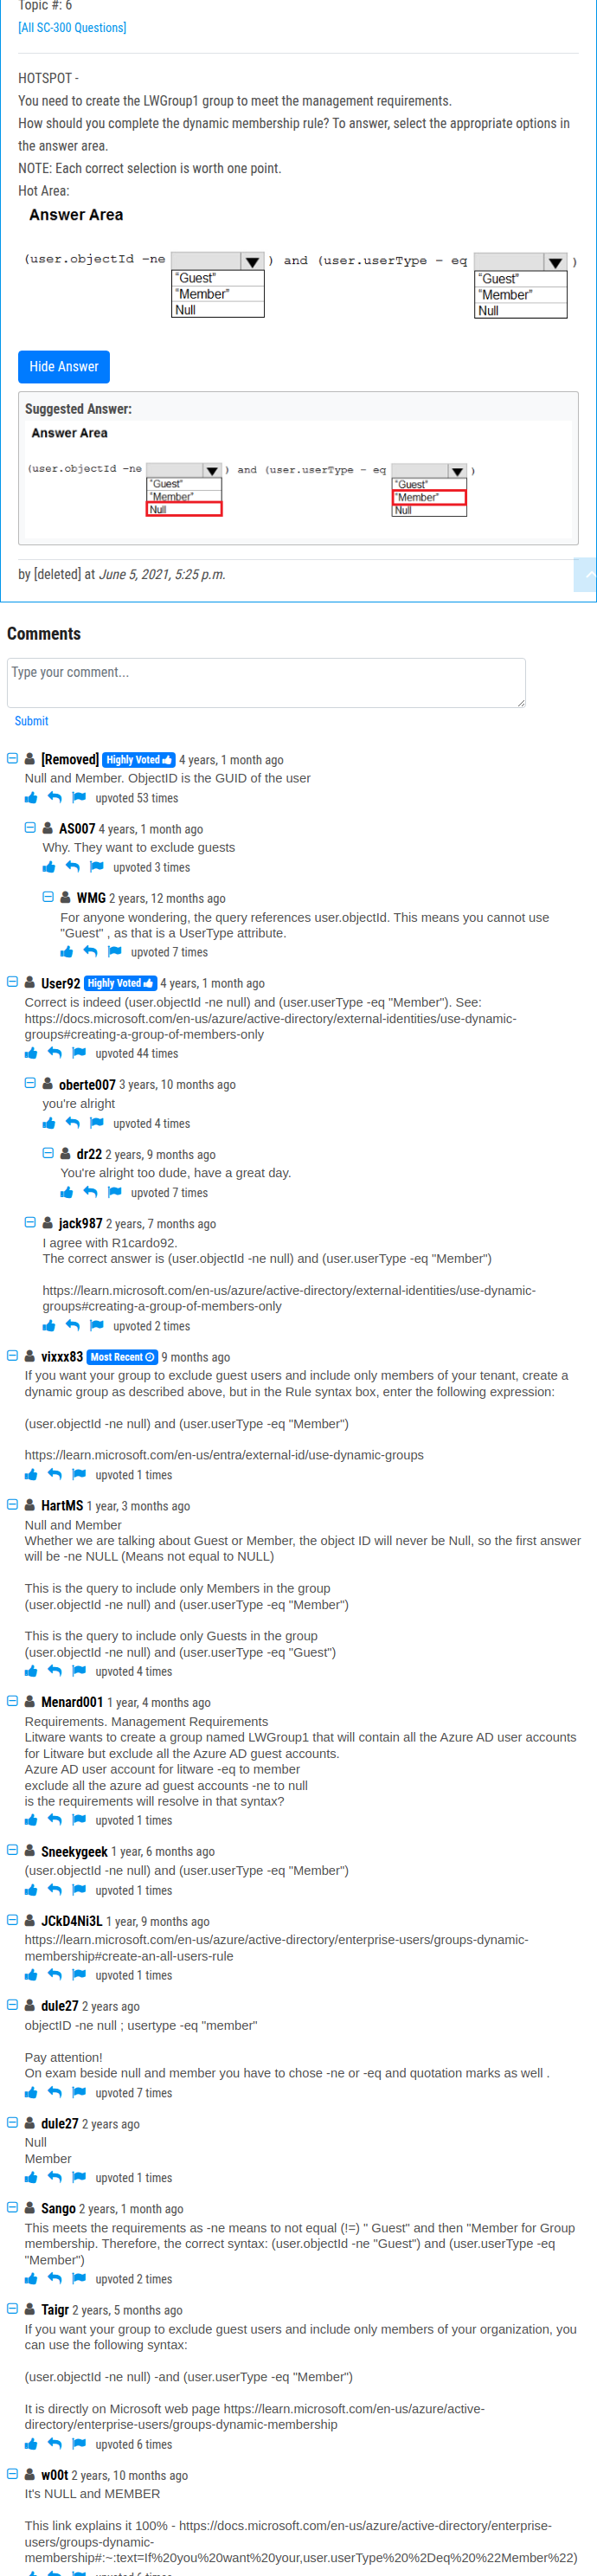 Topic #: 6
[All SC-300 Questions]
HOTSPOT -
You need to create the LWGroup1 group to meet the management requirements.
How should you complete the dynamic membership rule? To answer, select the appropriate options in
the answer area.
NOTE: Each correct selection is worth one point.
Hot Area:
Answer Area
(user.objectId -ne ) and (user.userType - eq )
"Guest" "Guest"
"Member" "Member"
Null Null
Hide Answer
Suggested Answer:
Answer Area
(user.objectId -ne ) and (user.userType - eq )
"Guest" "Guest"
"Member" "Member"
Null Null
by [deleted] at June 5, 2021, 5:25 p.m.
Comments
Type your comment...
Submit
[Removed] Highly Voted 4 years, 1 month ago
Null and Member. ObjectID is the GUID of the user
upvoted 53 times
AS007 4 years, 1 month ago
Why. They want to exclude guests
upvoted 3 times
WMG 2 years, 12 months ago
For anyone wondering, the query references user.objectId. This means you cannot use
"Guest" , as that is a UserType attribute.
upvoted 7 times
User92 Highly Voted 4 years, 1 month ago
Correct is indeed (user.objectId -ne null) and (user.userType -eq "Member"). See:
https://docs.microsoft.com/en-us/azure/active-directory/external-identities/use-dynamic-
groups#creating-a-group-of-members-only
upvoted 44 times
oberte007 3 years, 10 months ago
you're alright
upvoted 4 times
dr22 2 years, 9 months ago
You're alright too dude, have a great day.
upvoted 7 times
jack987 2 years, 7 months ago
I agree with R1cardo92.
The correct answer is (user.objectId -ne null) and (user.userType -eq "Member")
https://learn.microsoft.com/en-us/azure/active-directory/external-identities/use-dynamic-
groups#creating-a-group-of-members-only
upvoted 2 times
vixxx83 Most Recent 9 months ago
If you want your group to exclude guest users and include only members of your tenant, create a
dynamic group as described above, but in the Rule syntax box, enter the following expression:
(user.objectId -ne null) and (user.userType -eq "Member")
https://learn.microsoft.com/en-us/entra/external-id/use-dynamic-groups
upvoted 1 times
HartMS 1 year, 3 months ago
Null and Member
Whether we are talking about Guest or Member, the object ID will never be Null, so the first answer
will be -ne NULL (Means not equal to NULL)
This is the query to include only Members in the group
(user.objectId -ne null) and (user.userType -eq "Member")
This is the query to include only Guests in the group
(user.objectId -ne null) and (user.userType -eq "Guest")
upvoted 4 times
Menard001 1 year, 4 months ago
Requirements. Management Requirements
Litware wants to create a group named LWGroup1 that will contain all the Azure AD user accounts
for Litware but exclude all the Azure AD guest accounts.
Azure AD user account for litware -eq to member
exclude all the azure ad guest accounts -ne to null
is the requirements will resolve in that syntax?
upvoted 1 times
Sneekygeek 1 year, 6 months ago
(user.objectId -ne null) and (user.userType -eq "Member")
upvoted 1 times
JCkD4Ni3L 1 year, 9 months ago
https://learn.microsoft.com/en-us/azure/active-directory/enterprise-users/groups-dynamic-
membership#create-an-all-users-rule
upvoted 1 times
dule27 2 years ago
objectID -ne null ; usertype -eq "member"
Pay attention!
On exam beside null and member you have to chose -ne or -eq and quotation marks as well .
upvoted 7 times
dule27 2 years ago
Null
Member
upvoted 1 times
Sango 2 years, 1 month ago
This meets the requirements as -ne means to not equal (!=) " Guest" and then "Member for Group
membership. Therefore, the correct syntax: (user.objectId -ne "Guest") and (user.userType -eq
"Member")
upvoted 2 times
Taigr 2 years, 5 months ago
If you want your group to exclude guest users and include only members of your organization, you
can use the following syntax:
(user.objectId -ne null) -and (user.userType -eq "Member")
It is directly on Microsoft web page https://learn.microsoft.com/en-us/azure/active-
directory/enterprise-users/groups-dynamic-membership
upvoted 6 times
w00t 2 years, 10 months ago
It's NULL and MEMBER
This link explains it 100% - https://docs.microsoft.com/en-us/azure/active-directory/enterprise-
users/groups-dynamic-
membership#:~:text=If%20you%20want%20your,user.userType%20%2Deq%20%22Member%22)